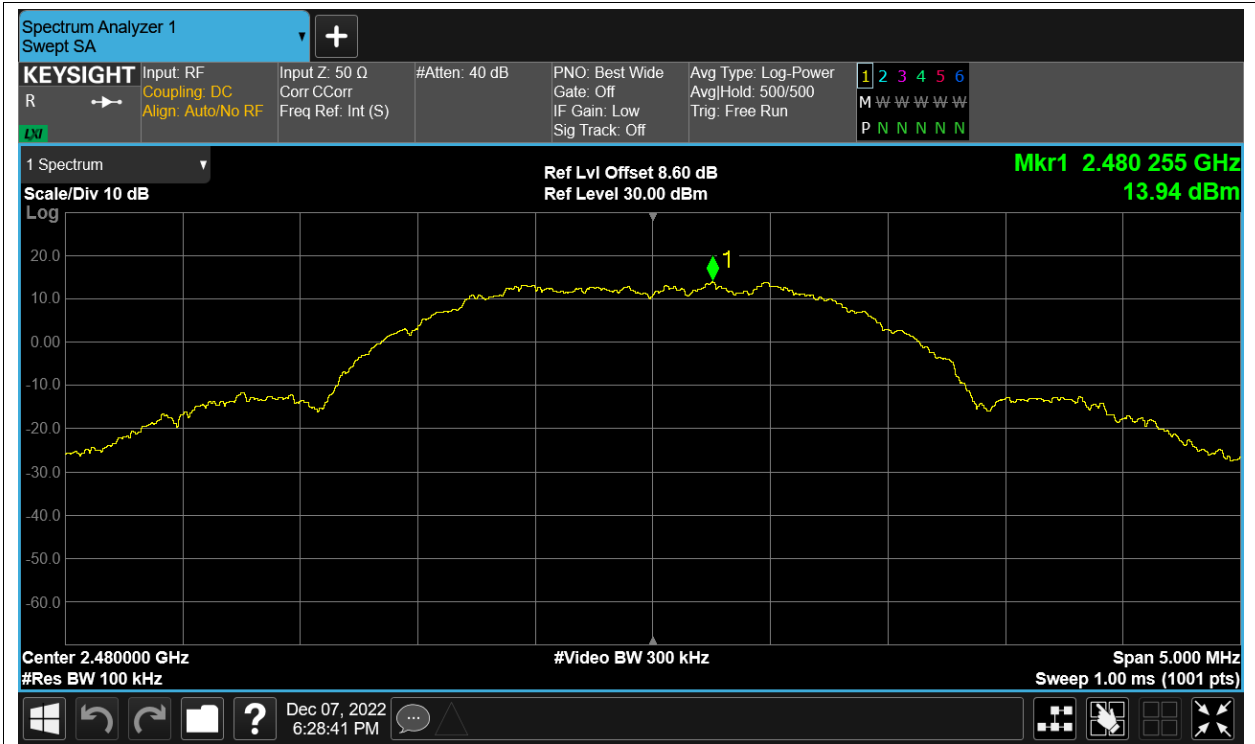 Spectrum Analyzer 1
Swept SA
KEYSIGHT
R
LXI
Input: RF
Coupling: DC
Align: Auto/No RF
Input Z: 50 Ω
Corr CCorr
Freq Ref: Int (S)
#Atten: 40 dB
PNO: Best Wide
Gate: Off
IF Gain: Low
Sig Track: Off
Avg Type: Log-Power
Avg|Hold: 500/500
Trig: Free Run
1 2 3 4 5 6
M W W W W W W
P N N N N N N
1 Spectrum
Scale/Div 10 dB
Log
Ref Lvl Offset 8.60 dB
Ref Level 30.00 dBm
Mkr1 2.480 255 GHz
13.94 dBm
1
20.0
10.0
0.00
-10.0
-20.0
-30.0
-40.0
-50.0
-60.0
Center 2.480000 GHz
#Res BW 100 kHz
#Video BW 300 kHz
Span 5.000 MHz
Sweep 1.00 ms (1001 pts)
?
Dec 07, 2022
6:28:41 PM